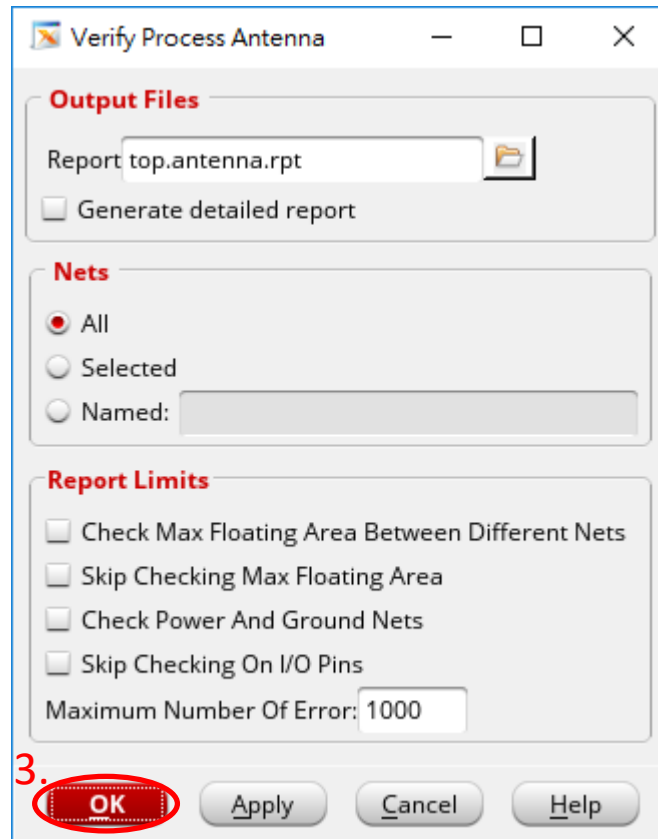 Verify Process Antenna
Output Files
Report top.antenna.rpt
Generate detailed report
Nets
All
Selected
Named:
Report Limits
Check Max Floating Area Between Different Nets
Skip Checking Max Floating Area
Check Power And Ground Nets
Skip Checking On I/O Pins
Maximum Number Of Error: 1000
3.
OK Apply Cancel Help